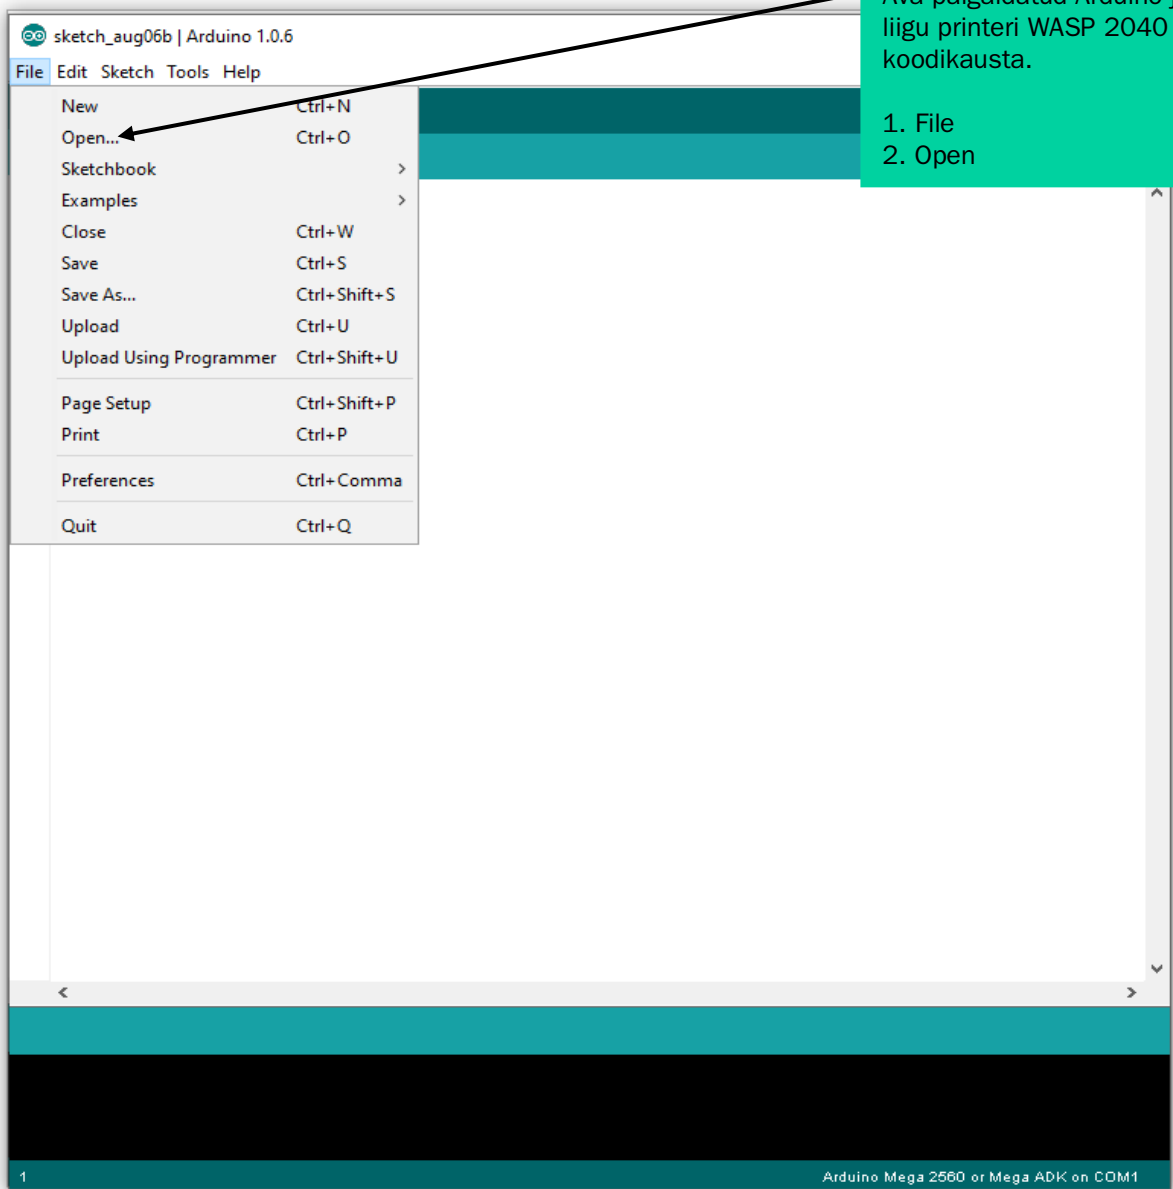 sketch_aug06b | Arduino 1.0.6
File Edit Sketch Tools Help
New Ctrl+N
Open... Ctrl+O
Sketchbook >
Examples >
Close Ctrl+W
Save Ctrl+S
Save As... Ctrl+Shift+S
Upload Ctrl+U
Upload Using Programmer Ctrl+Shift+U
Page Setup Ctrl+Shift+P
Print Ctrl+P
Preferences Ctrl+Comma
Quit Ctrl+Q
Ava paigaldatud Arduino
liigu printeri WASP 2040
koodikausta.
1. File
2. Open
1 Arduino Mega 2560 or Mega ADK on COM1